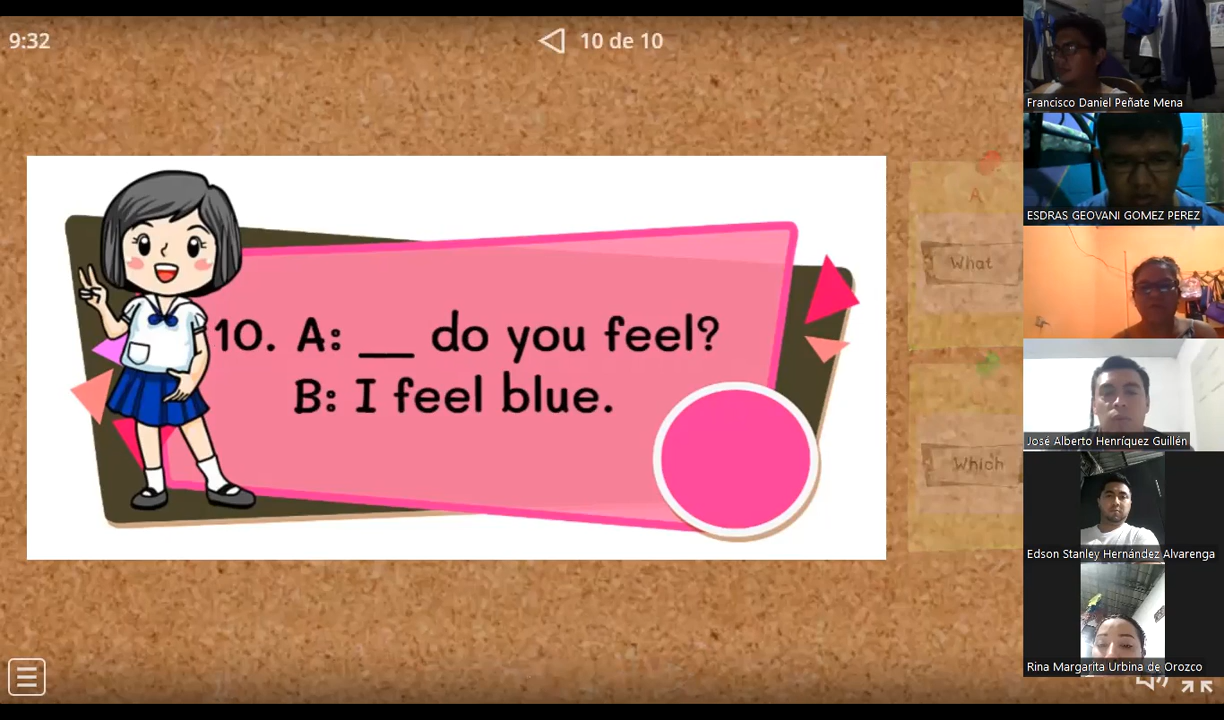 9:32
10 de 10
10. A: __ do you feel?
B: I feel blue.
A
What
Which
Francisco Daniel Peñate Mena
ESDRAS GEOVANI GOMEZ PEREZ
José Alberto Henríquez Guillén
Edson Stanley Hernández Alvarenga
Rina Margarita Urbina de Orozco